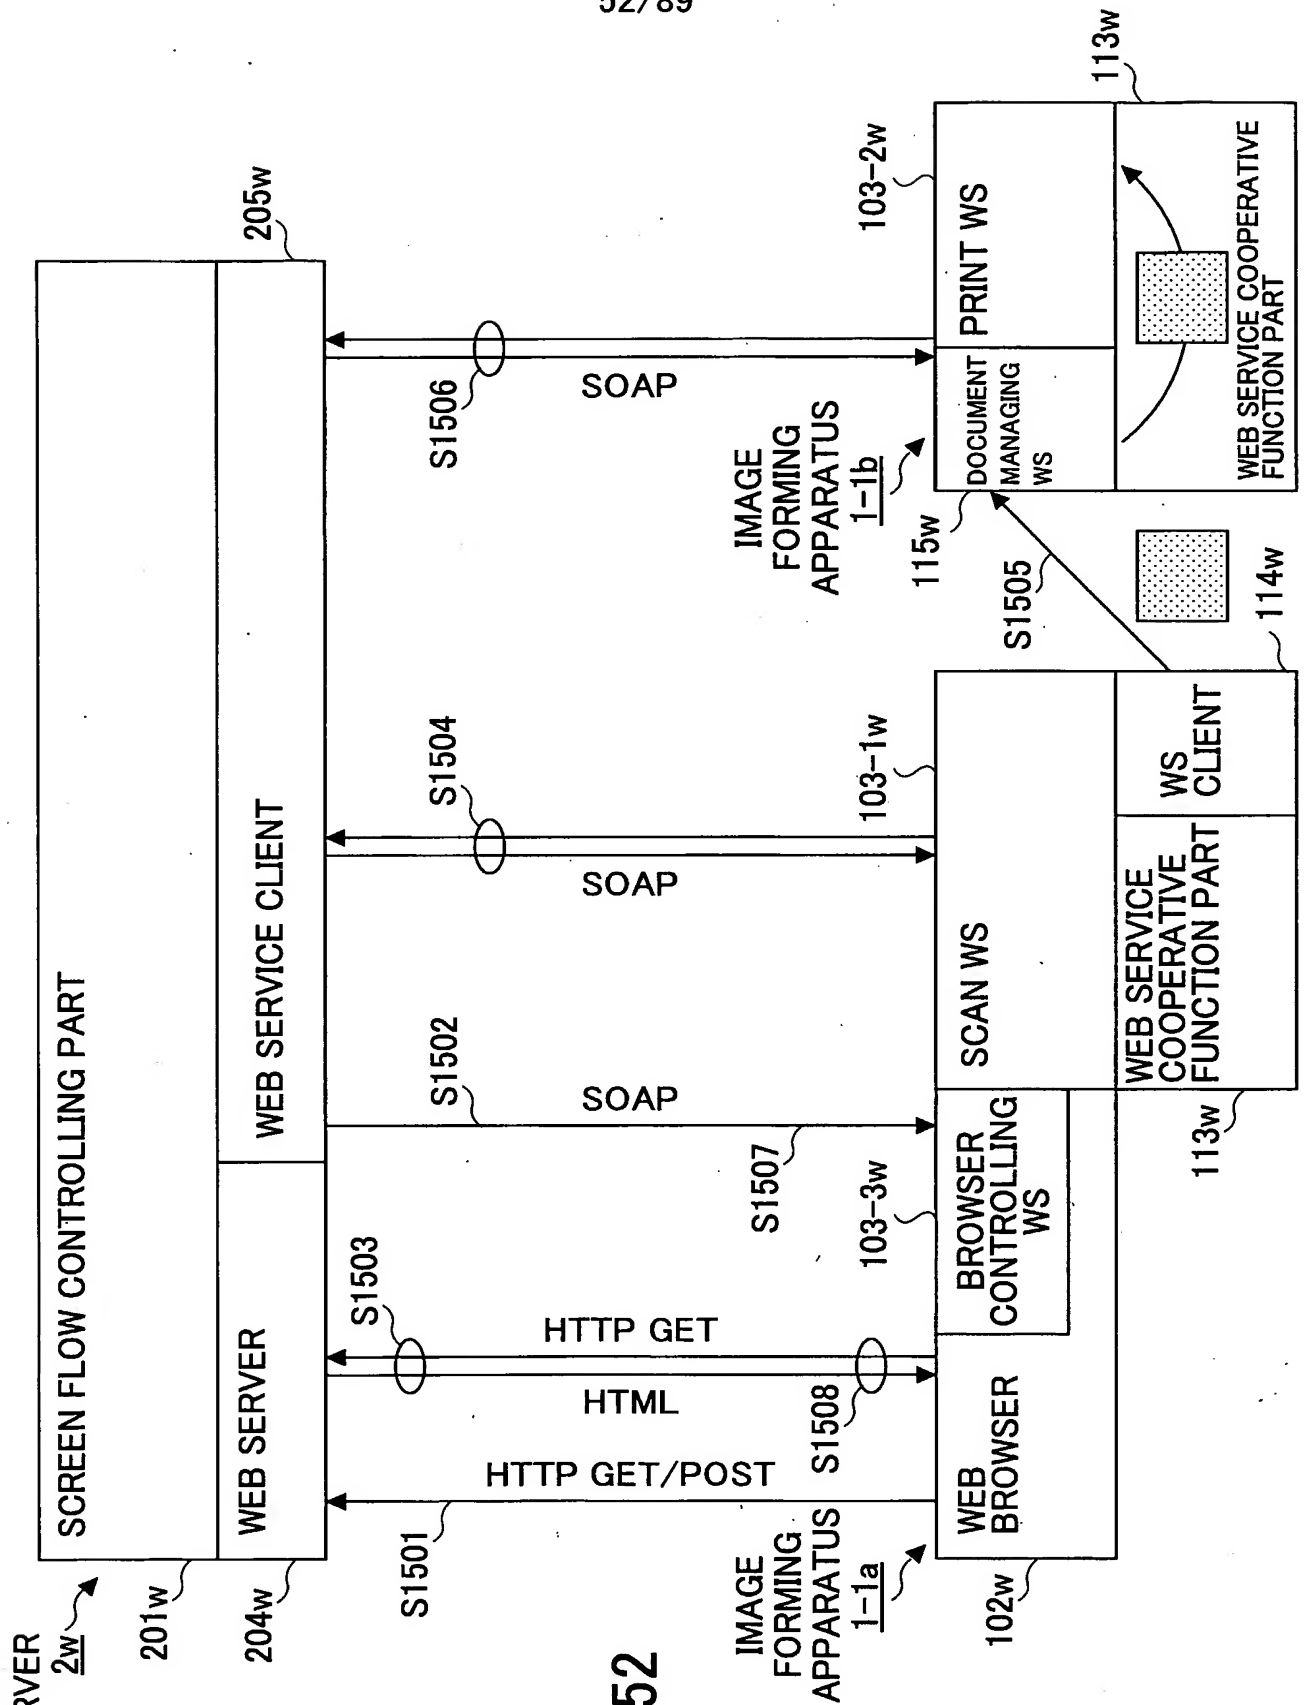 52/89
2w
201w
SCREEN FLOW CONTROLLING PART
204w
WEB SERVER
WEB SERVICE CLIENT
205w
S1501
HTTP GET/POST
S1503
HTTP GET
HTML
S1508
S1502
SOAP
S1507
S1504
SOAP
S1506
SOAP
IMAGE
FORMING
APPARATUS
1-1a
102w
WEB
BROWSER
103-3w
BROWSER
CONTROLLING
WS
SCAN WS
103-1w
113w
WEB SERVICE
COOPERATIVE
FUNCTION PART
WS
CLIENT
114w
S1505
IMAGE
FORMING
APPARATUS
1-1b
115w
DOCUMENT
MANAGING
WS
PRINT WS
103-2w
113w
WEB SERVICE COOPERATIVE
FUNCTION PART
52